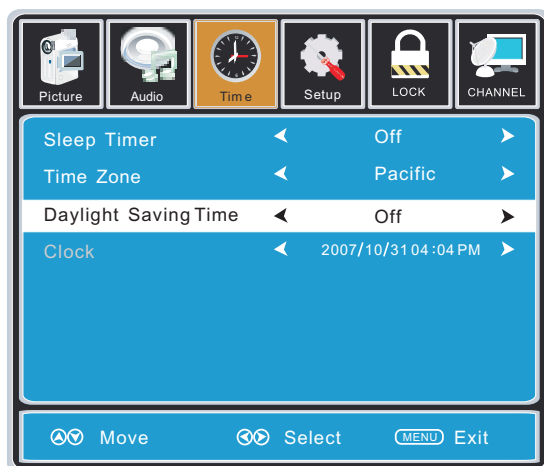 Picture Audio Time Setup LOCK CHANNEL
Sleep Timer Off
Time Zone Pacific
Daylight Saving Time Off
Clock 2007/10/31 04:04 PM
Move Select MENU Exit